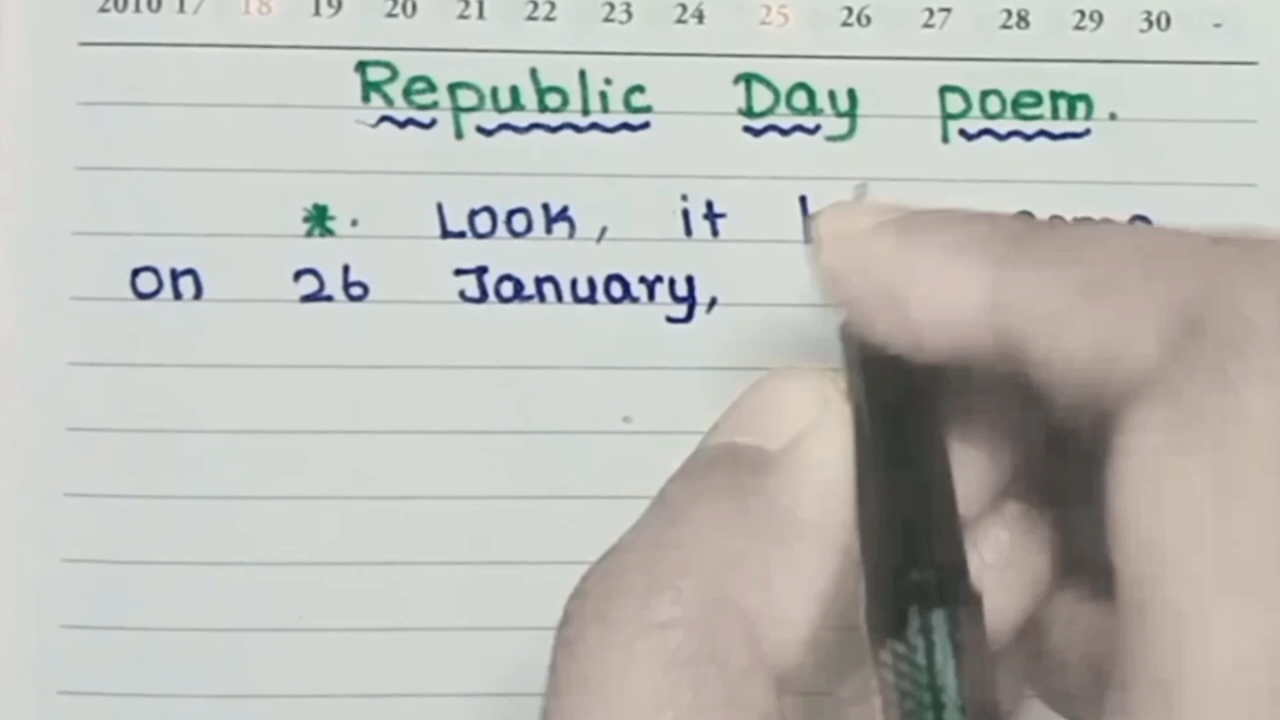 2010 17 18 19 20 21 22 23 24 25 26 27 28 29 30 -
Republic Day poem.
*. Look, it
on 26 January,